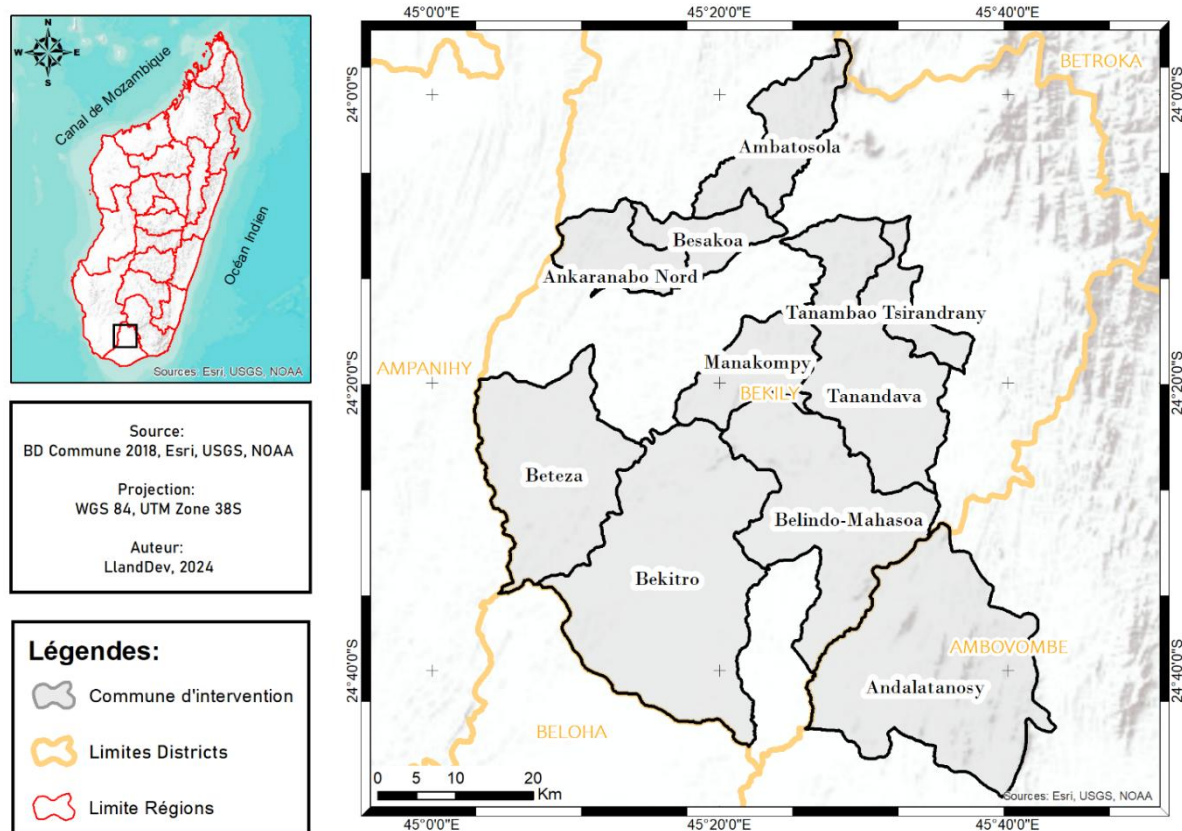 N
W
E
S
Canal de Mozambique
Océan Indien
Sources: Esri, USGS, NOAA
Source:
BD Commune 2018, Esri, USGS, NOAA
Projection:
WGS 84, UTM Zone 38S
Auteur:
LlandDev, 2024
Légendes:
Commune d'intervention
Limites Districts
Limite Régions
45°0'0"E
45°20'0"E
45°40'0"E
24°0'0"S
24°0'0"S
BETROKA
Ambatosola
Besakoa
Ankaranabo Nord
Tanambao Tsirandrany
Manakompy
AMPANIHY
24°20'0"S
24°20'0"S
BEKILY
Tanandava
Beteza
Belindo-Mahasoa
Bekitro
AMBOVOMBE
24°40'0"S
24°40'0"S
Andalatanosy
BELOHA
0 5 10 20
Km
Sources: Esri, USGS, NOAA
45°0'0"E
45°20'0"E
45°40'0"E